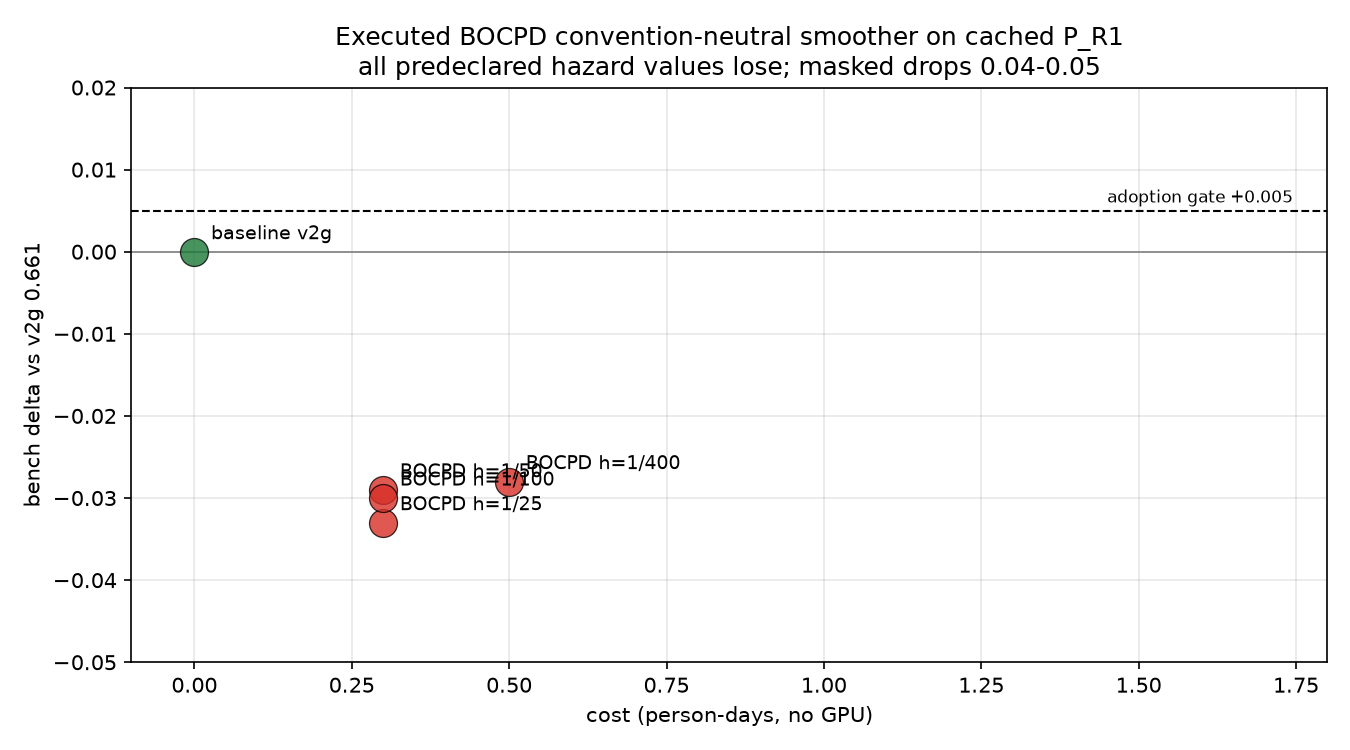 Executed BOCPD convention-neutral smoother on cached P_R1
all predeclared hazard values lose; masked drops 0.04-0.05
0.02
0.01
0.00
−0.01
−0.02
−0.03
−0.04
−0.05
bench delta vs v2g 0.661
adoption gate +0.005
baseline v2g
BOCPD h=1/400
BOCPD h=1/50
BOCPD h=1/100
BOCPD h=1/25
0.00 0.25 0.50 0.75 1.00 1.25 1.50 1.75
cost (person-days, no GPU)